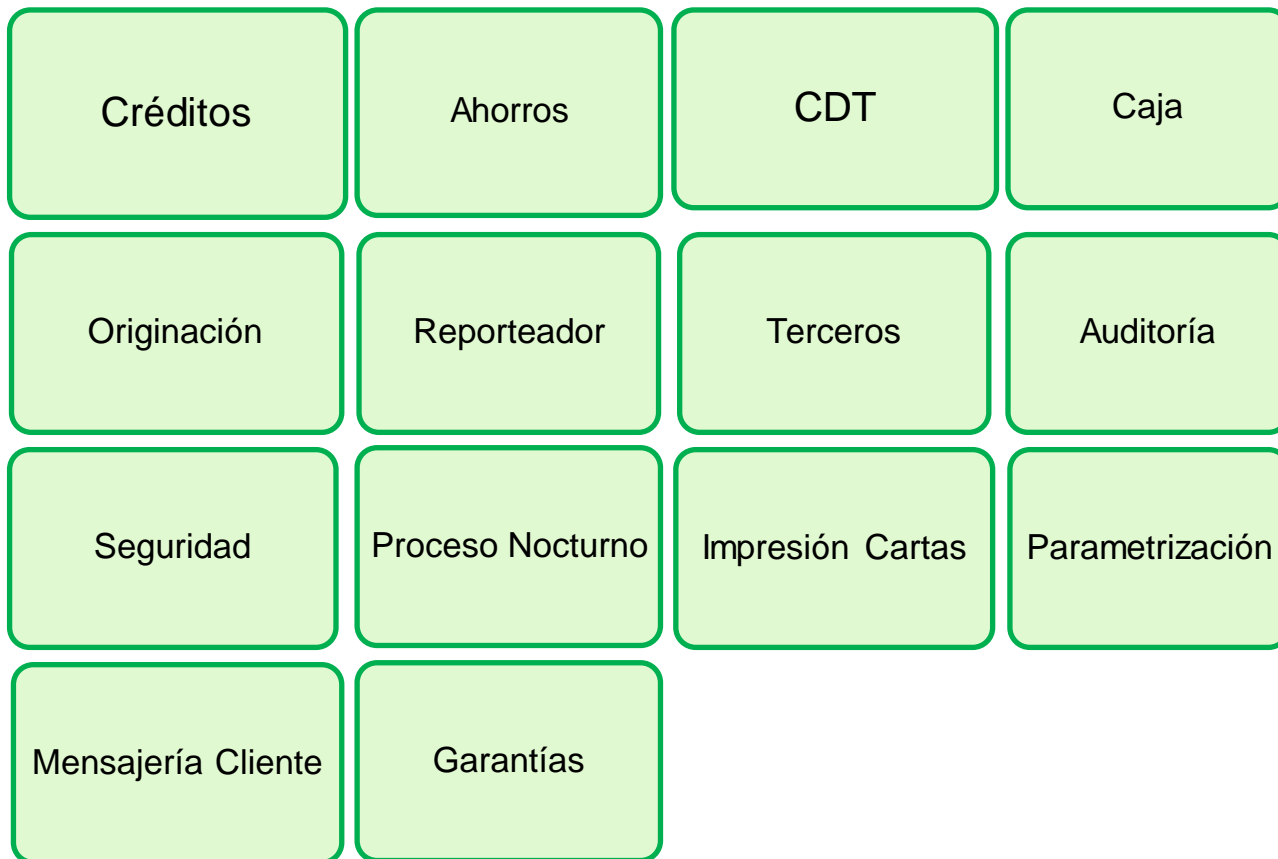 Créditos
Ahorros
CDT
Caja
Originación
Reporteador
Terceros
Auditoría
Seguridad
Proceso Nocturno
Impresión Cartas
Parametrización
Mensajería Cliente
Garantías